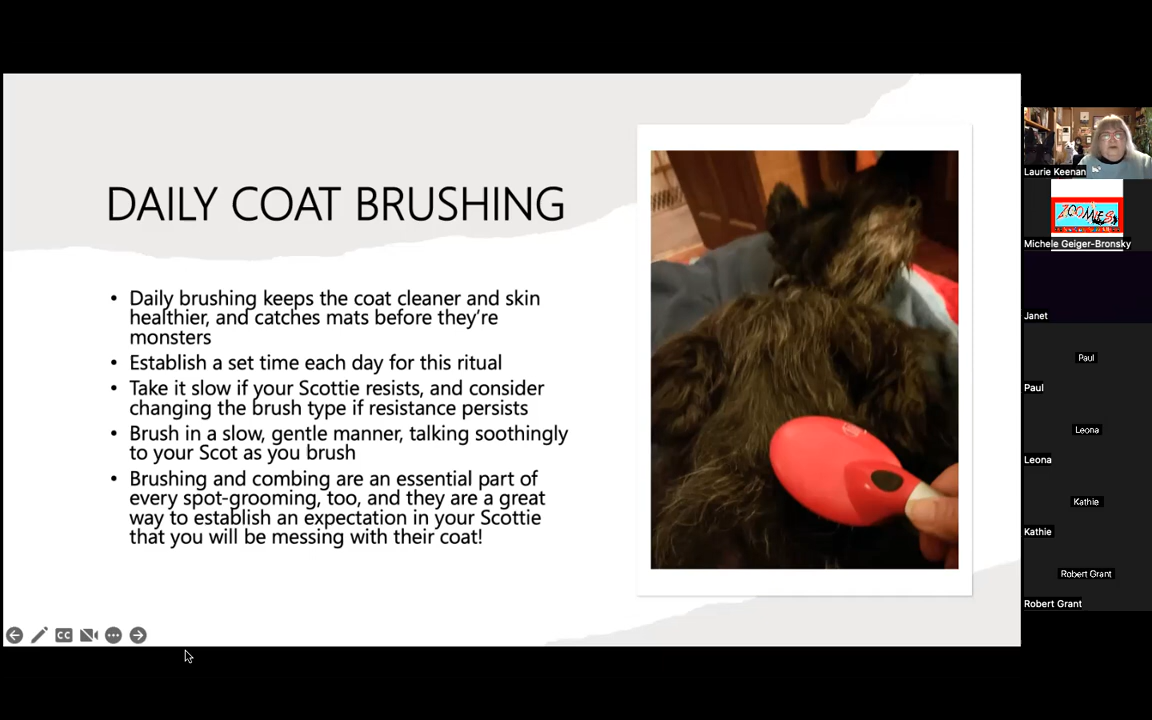 DAILY COAT BRUSHING
• Daily brushing keeps the coat cleaner and skin
healthier, and catches mats before they're
monsters
• Establish a set time each day for this ritual
• Take it slow if your Scottie resists, and consider
changing the brush type if resistance persists
• Brush in a slow, gentle manner, talking soothingly
to your Scot as you brush
• Brushing and combing are an essential part of
every spot-grooming, too, and they are a great
way to establish an expectation in your Scottie
that you will be messing with their coat!
CC
Laurie Keenan
ZOOMIES
Michele Geiger-Bronsky
Janet
Paul
Paul
Leona
Leona
Kathie
Kathie
Robert Grant
Robert Grant